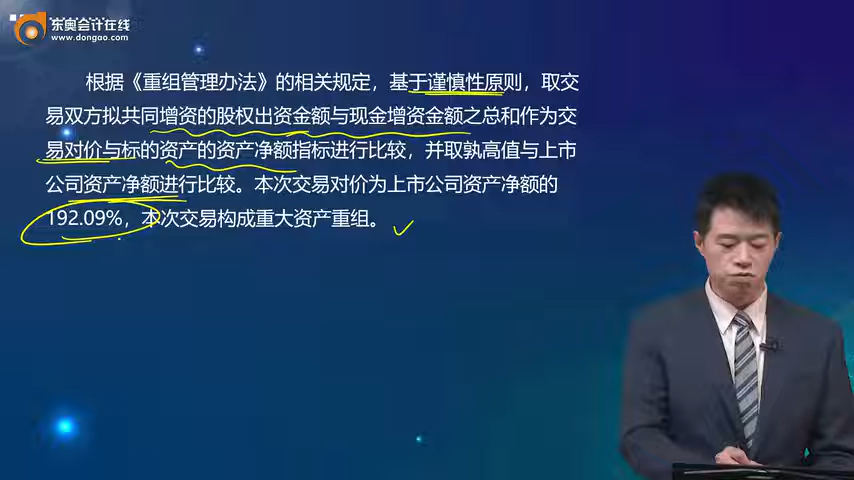 东奥会计在线
www.dongao.com
根据《重组管理办法》的相关规定，基于谨慎性原则，取交
易双方拟共同增资的股权出资金额与现金增资金额之总和作为交
易对价与标的资产的资产净额指标进行比较，并取孰高值与上市
公司资产净额进行比较。本次交易对价为上市公司资产净额的
192.09%，本次交易构成重大资产重组。